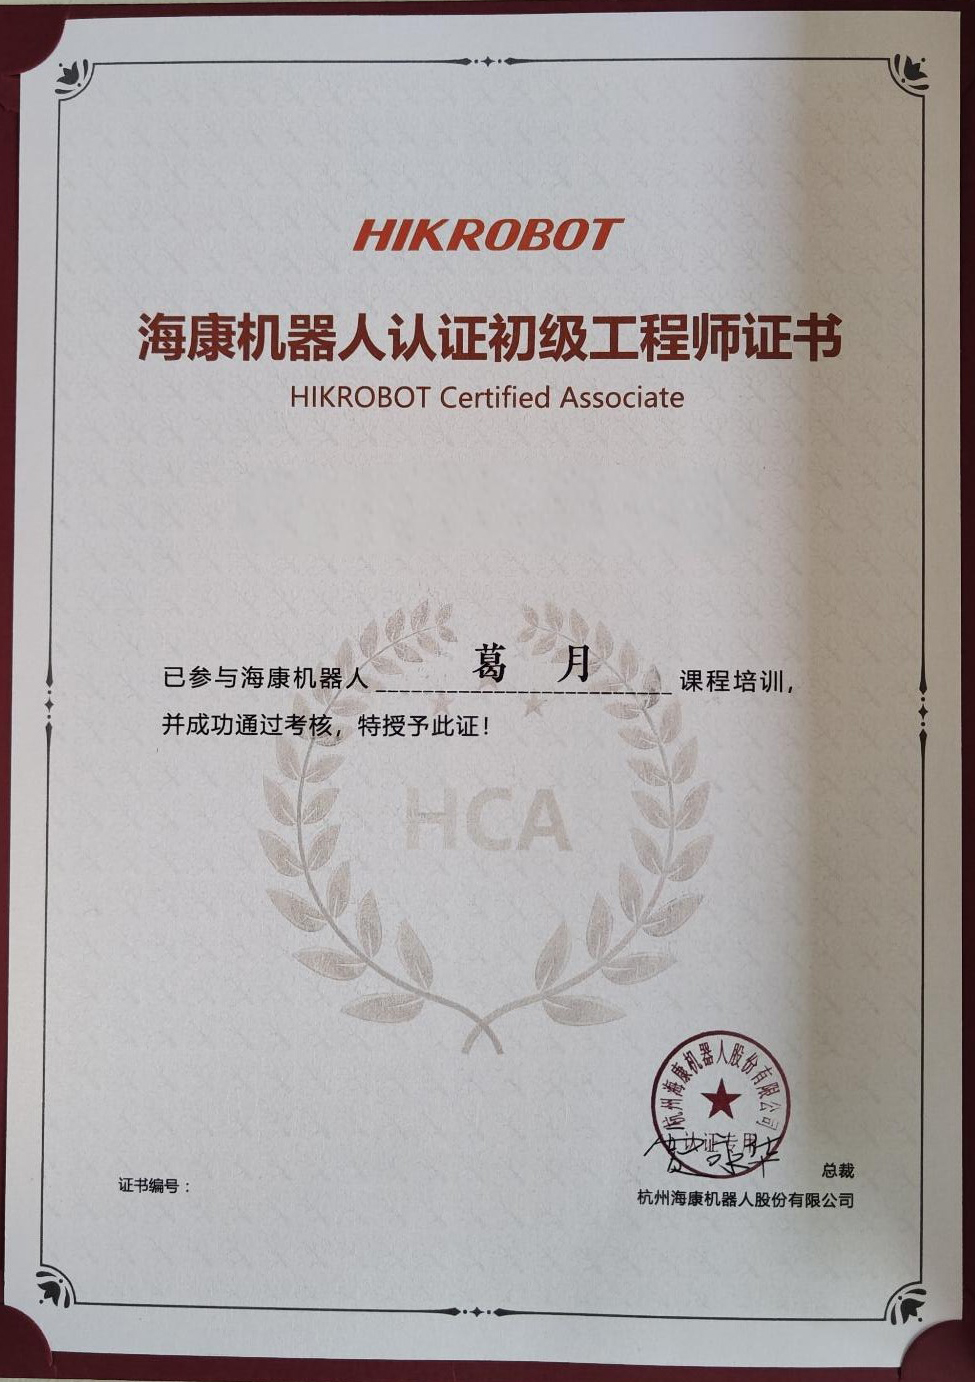 HIKROBOT
海康机器人认证初级工程师证书
HIKROBOT Certified Associate
已参与海康机器人 葛 月 课程培训,
并成功通过考核，特授予此证！
HCA
杭州海康机器人股份有限公司
认证专用
总裁
证书编号：
杭州海康机器人股份有限公司